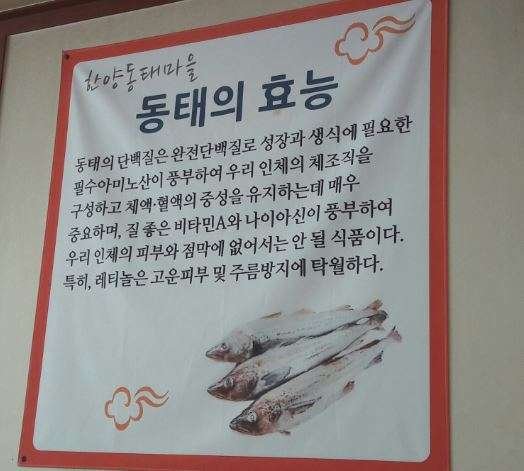 한양동태마을
동태의 효능
동태의 단백질은 완전단백질로 성장과 생식에 필요한
필수아미노산이 풍부하여 우리 인체의 체조직을
구성하고 체액·혈액의 중성을 유지하는데 매우
중요하며, 질 좋은 비타민A와 나이아신이 풍부하여
우리 인체의 피부와 점막에 없어서는 안 될 식품이다.
특히, 레티놀은 고운피부 및 주름방지에 탁월하다.